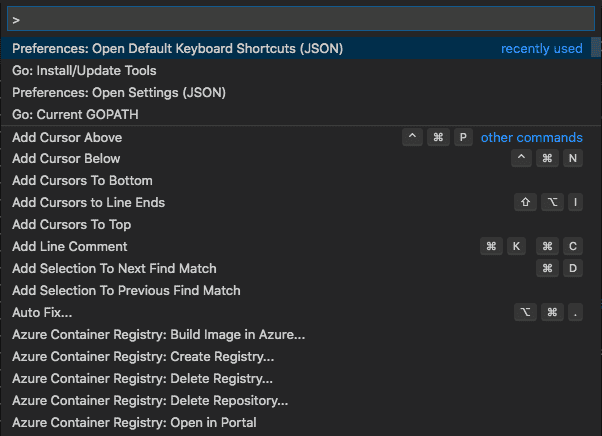 >
Preferences: Open Default Keyboard Shortcuts (JSON) recently used
Go: Install/Update Tools
Preferences: Open Settings (JSON)
Go: Current GOPATH
Add Cursor Above ^ ⌘ P other commands
Add Cursor Below ^ ⌘ N
Add Cursors To Bottom
Add Cursors to Line Ends ⇧ ⌥ I
Add Cursors To Top
Add Line Comment ⌘ K ⌘ C
Add Selection To Next Find Match ⌘ D
Add Selection To Previous Find Match
Auto Fix... ⌥ ⌘ .
Azure Container Registry: Build Image in Azure...
Azure Container Registry: Create Registry...
Azure Container Registry: Delete Registry...
Azure Container Registry: Delete Repository...
Azure Container Registry: Open in Portal